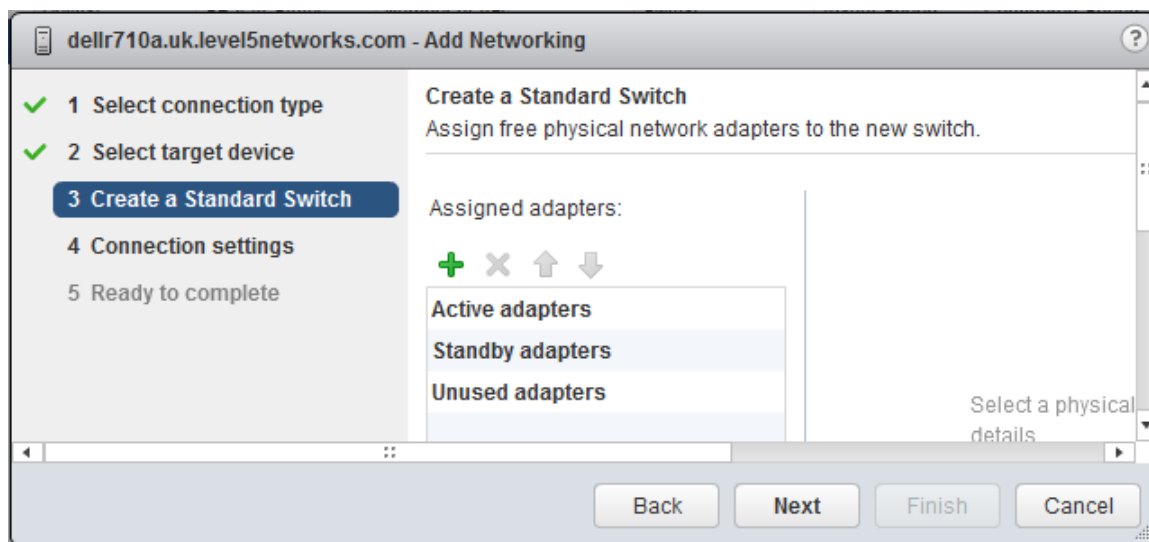 dellr710a.uk.level5networks.com - Add Networking
?
1 Select connection type
2 Select target device
3 Create a Standard Switch
4 Connection settings
5 Ready to complete
Create a Standard Switch
Assign free physical network adapters to the new switch.
Assigned adapters:
Active adapters
Standby adapters
Unused adapters
Select a physical
details
Back
Next
Finish
Cancel